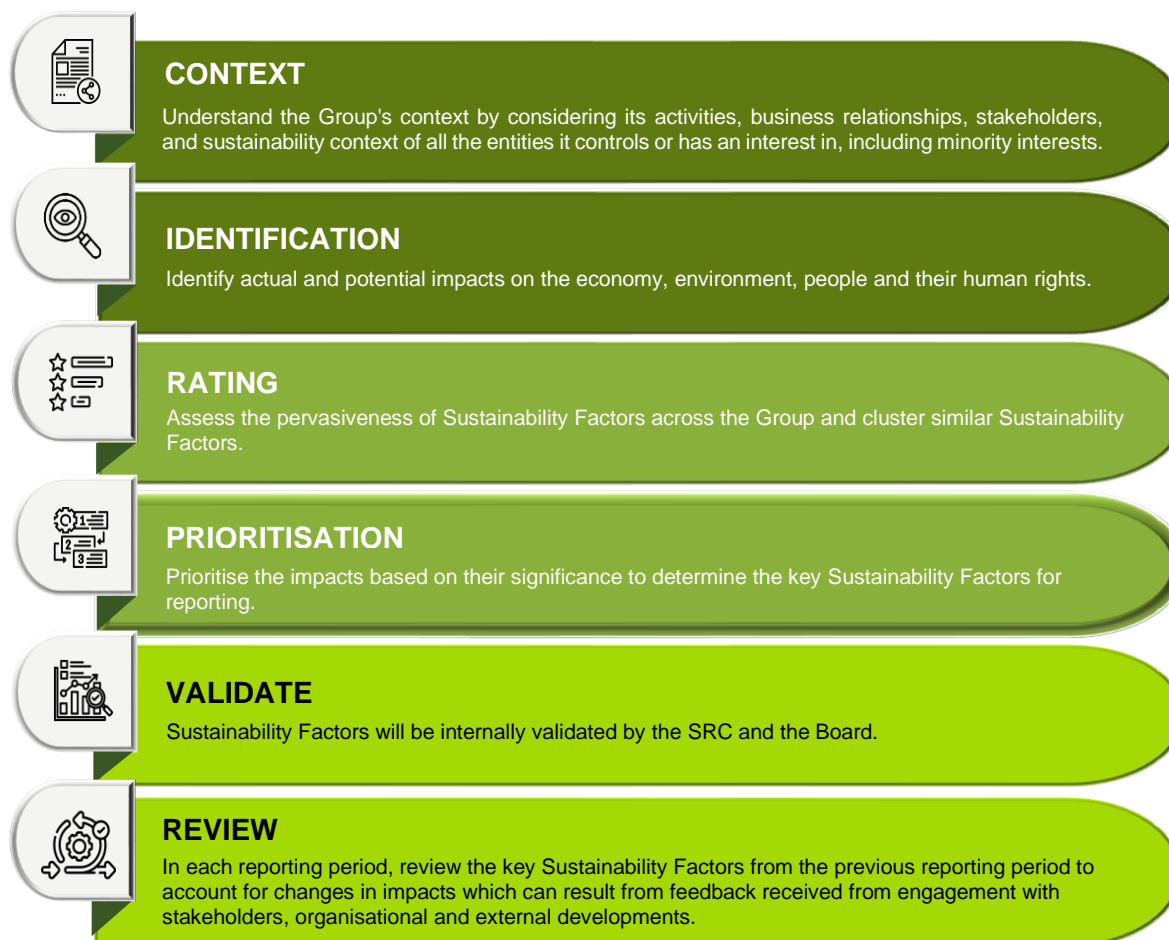 CONTEXT
Understand the Group's context by considering its activities, business relationships, stakeholders,
and sustainability context of all the entities it controls or has an interest in, including minority interests.
IDENTIFICATION
Identify actual and potential impacts on the economy, environment, people and their human rights.
RATING
Assess the pervasiveness of Sustainability Factors across the Group and cluster similar Sustainability
Factors.
1
2
3
PRIORITISATION
Prioritise the impacts based on their significance to determine the key Sustainability Factors for
reporting.
VALIDATE
Sustainability Factors will be internally validated by the SRC and the Board.
REVIEW
In each reporting period, review the key Sustainability Factors from the previous reporting period to
account for changes in impacts which can result from feedback received from engagement with
stakeholders, organisational and external developments.